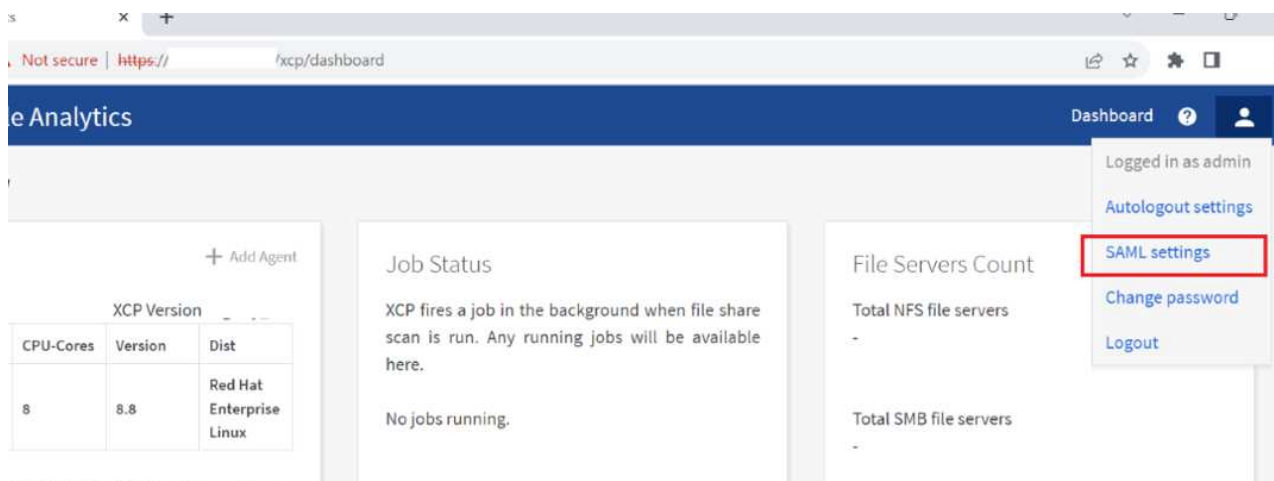 Not secure | https:// /xcp/dashboard
le Analytics
Dashboard
Logged in as admin
Autologout settings
SAML settings
Change password
Logout
+ Add Agent
XCP Version
CPU-Cores Version Dist
8 8.8 Red Hat
Enterprise
Linux
Job Status
XCP fires a job in the background when file share
scan is run. Any running jobs will be available
here.
No jobs running.
File Servers Count
Total NFS file servers
-
Total SMB file servers
-